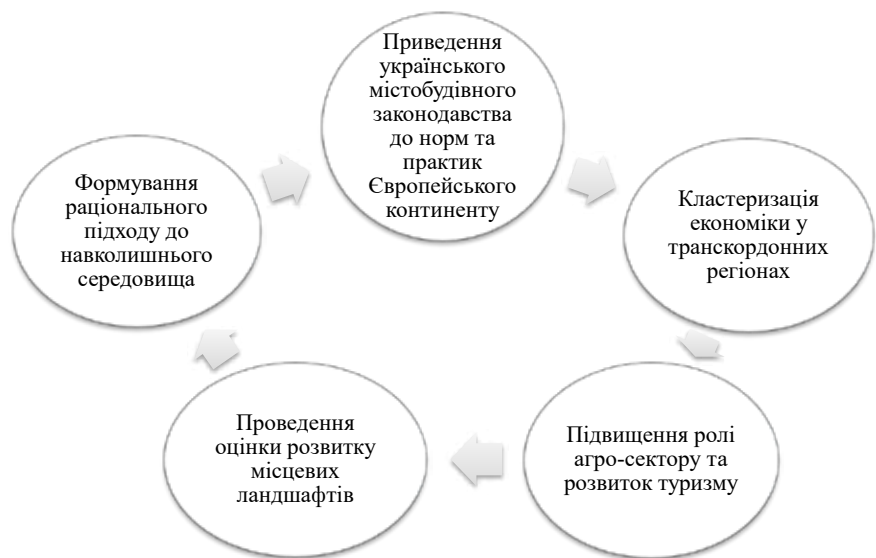 Приведення
українського
містобудівного
законодавства
до норм та
практик
Європейського
континенту
Кластеризація
економіки у
транскордонних
регіонах
Підвищення ролі
агро-сектору та
розвиток туризму
Проведення
оцінки розвитку
місцевих
ландшафтів
Формування
раціонального
підходу до
навколишнього
середовища